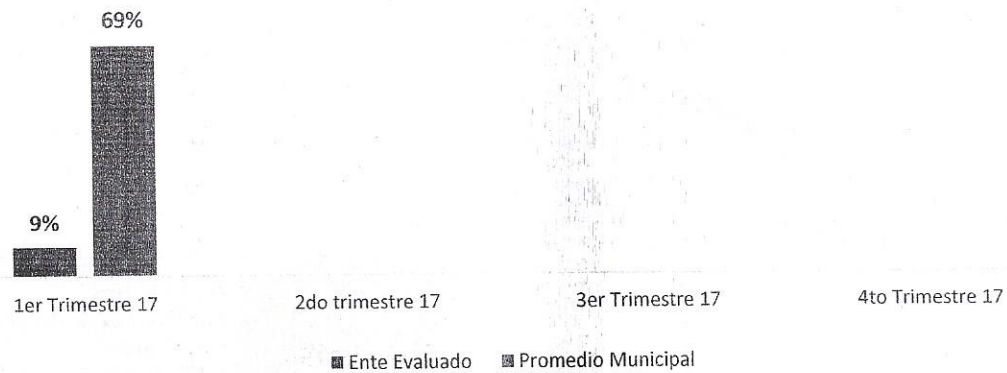 69%
9%
1er Trimestre 17 2do trimestre 17 3er Trimestre 17 4to Trimestre 17
Ente Evaluado Promedio Municipal